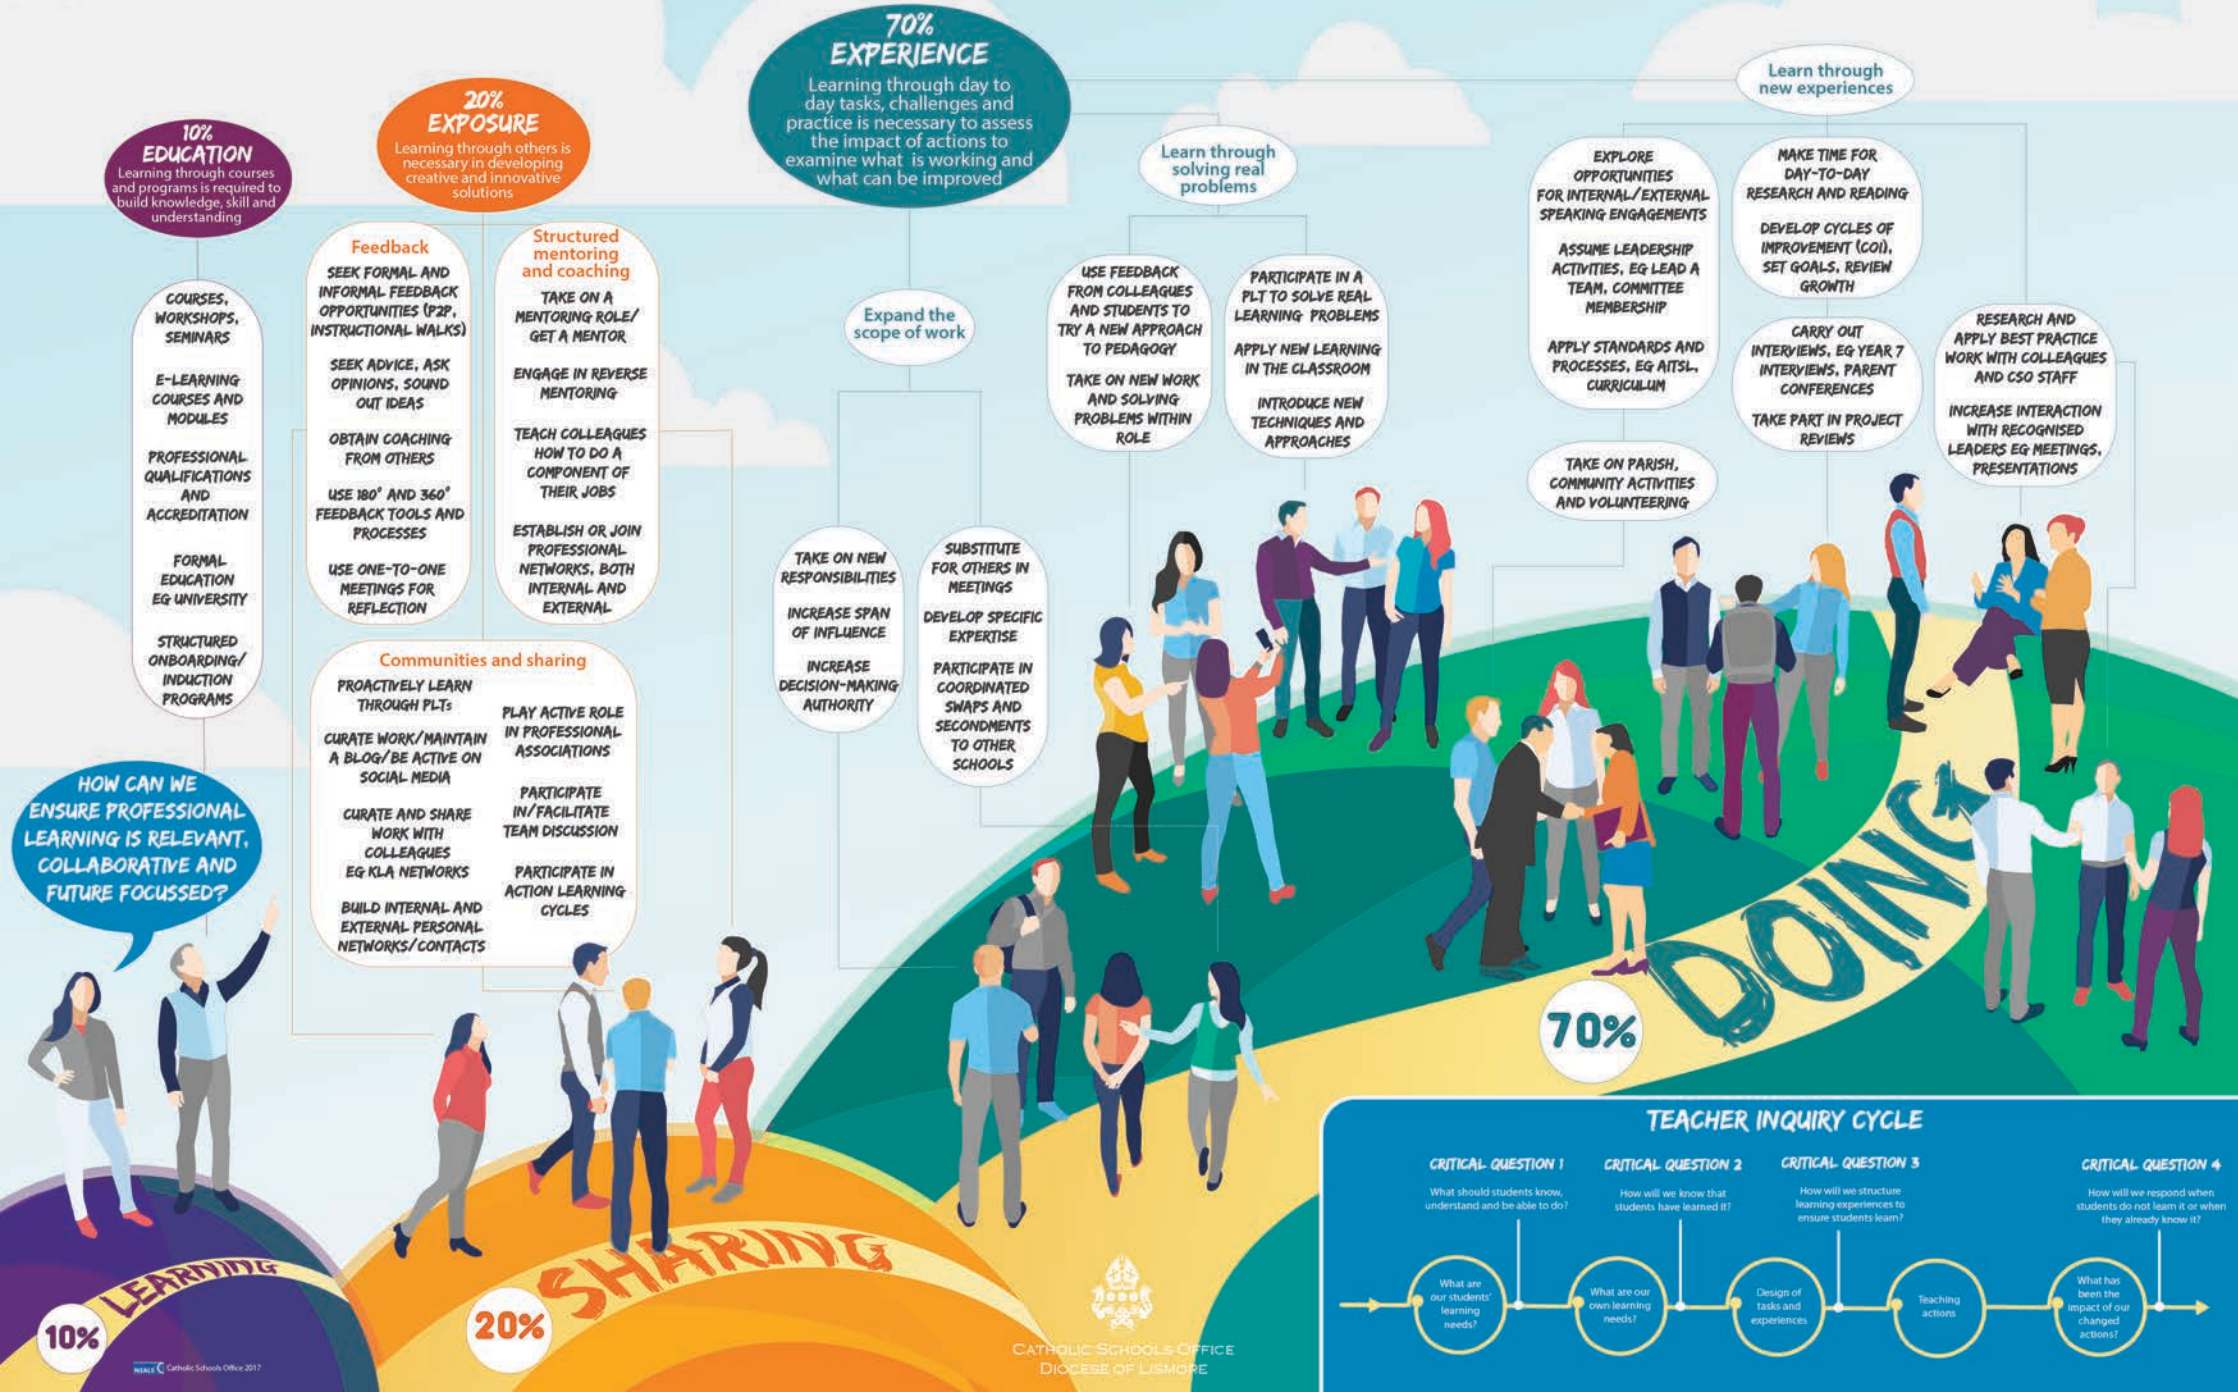 10%
EDUCATION
Learning through courses
and programs is required to
build knowledge, skill and
understanding
COURSES,
WORKSHOPS,
SEMINARS
E-LEARNING
COURSES AND
MODULES
PROFESSIONAL
QUALIFICATIONS
AND
ACCREDITATION
FORMAL
EDUCATION
EG UNIVERSITY
STRUCTURED
ONBOARDING/
INDUCTION
PROGRAMS
HOW CAN WE
ENSURE PROFESSIONAL
LEARNING IS RELEVANT,
COLLABORATIVE AND
FUTURE FOCUSSED?
20%
EXPOSURE
Learning through others is
necessary in developing
creative and innovative
solutions
Feedback
SEEK FORMAL AND
INFORMAL FEEDBACK
OPPORTUNITIES (P2P,
INSTRUCTIONAL WALKS)
SEEK ADVICE, ASK
OPINIONS, SOUND
OUT IDEAS
OBTAIN COACHING
FROM OTHERS
USE 180° AND 360°
FEEDBACK TOOLS AND
PROCESSES
USE ONE-TO-ONE
MEETINGS FOR
REFLECTION
Structured
mentoring
and coaching
TAKE ON A
MENTORING ROLE/
GET A MENTOR
ENGAGE IN REVERSE
MENTORING
TEACH COLLEAGUES
HOW TO DO A
COMPONENT OF
THEIR JOBS
ESTABLISH OR JOIN
PROFESSIONAL
NETWORKS, BOTH
INTERNAL AND
EXTERNAL
Communities and sharing
PROACTIVELY LEARN
THROUGH PLTs
CURATE WORK/MAINTAIN
A BLOG/BE ACTIVE ON
SOCIAL MEDIA
CURATE AND SHARE
WORK WITH
COLLEAGUES
EG KLA NETWORKS
BUILD INTERNAL AND
EXTERNAL PERSONAL
NETWORKS/CONTACTS
PLAY ACTIVE ROLE
IN PROFESSIONAL
ASSOCIATIONS
PARTICIPATE
IN/FACILITATE
TEAM DISCUSSION
PARTICIPATE IN
ACTION LEARNING
CYCLES
70%
EXPERIENCE
Learning through day to
day tasks, challenges and
practice is necessary to assess
the impact of actions to
examine what is working and
what can be improved
Expand the
scope of work
TAKE ON NEW
RESPONSIBILITIES
INCREASE SPAN
OF INFLUENCE
INCREASE
DECISION-MAKING
AUTHORITY
SUBSTITUTE
FOR OTHERS IN
MEETINGS
DEVELOP SPECIFIC
EXPERTISE
PARTICIPATE IN
COORDINATED
SWAPS AND
SECONDMENTS
TO OTHER
SCHOOLS
Learn through
solving real
problems
USE FEEDBACK
FROM COLLEAGUES
AND STUDENTS TO
TRY A NEW APPROACH
TO PEDAGOGY
TAKE ON NEW WORK
AND SOLVING
PROBLEMS WITHIN
ROLE
PARTICIPATE IN A
PLT TO SOLVE REAL
LEARNING PROBLEMS
APPLY NEW LEARNING
IN THE CLASSROOM
INTRODUCE NEW
TECHNIQUES AND
APPROACHES
Learn through
new experiences
EXPLORE
OPPORTUNITIES
FOR INTERNAL/EXTERNAL
SPEAKING ENGAGEMENTS
ASSUME LEADERSHIP
ACTIVITIES, EG LEAD A
TEAM, COMMITTEE
MEMBERSHIP
APPLY STANDARDS AND
PROCESSES, EG AITSL,
CURRICULUM
TAKE ON PARISH,
COMMUNITY ACTIVITIES
AND VOLUNTEERING
MAKE TIME FOR
DAY-TO-DAY
RESEARCH AND READING
DEVELOP CYCLES OF
IMPROVEMENT (COI),
SET GOALS, REVIEW
GROWTH
CARRY OUT
INTERVIEWS, EG YEAR 7
INTERVIEWS, PARENT
CONFERENCES
TAKE PART IN PROJECT
REVIEWS
RESEARCH AND
APPLY BEST PRACTICE
WORK WITH COLLEAGUES
AND CSO STAFF
INCREASE INTERACTION
WITH RECOGNISED
LEADERS EG MEETINGS,
PRESENTATIONS
10%
LEARNING
20%
SHARING
70%
DOING
NEALS Catholic Schools Office 2017
CATHOLIC SCHOOLS OFFICE
DIOCESE OF LISMORE
TEACHER INQUIRY CYCLE
CRITICAL QUESTION 1
What should students know,
understand and be able to do?
CRITICAL QUESTION 2
How will we know that
students have learned it?
CRITICAL QUESTION 3
How will we structure
learning experiences to
ensure students learn?
CRITICAL QUESTION 4
How will we respond when
students do not learn it or when
they already know it?
What are
our students'
learning
needs?
What are our
own learning
needs?
Design of
tasks and
experiences
Teaching
actions
What has
been the
impact of our
changed
actions?